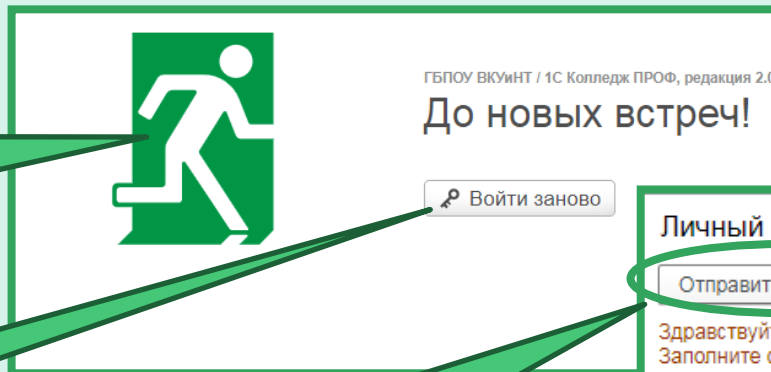 ГБПОУ ВКУиНТ / 1С Колледж ПРОФ, редакция 2.0
До новых встреч!
Войти заново
Личный
Отправит
Здравствуй
Заполните